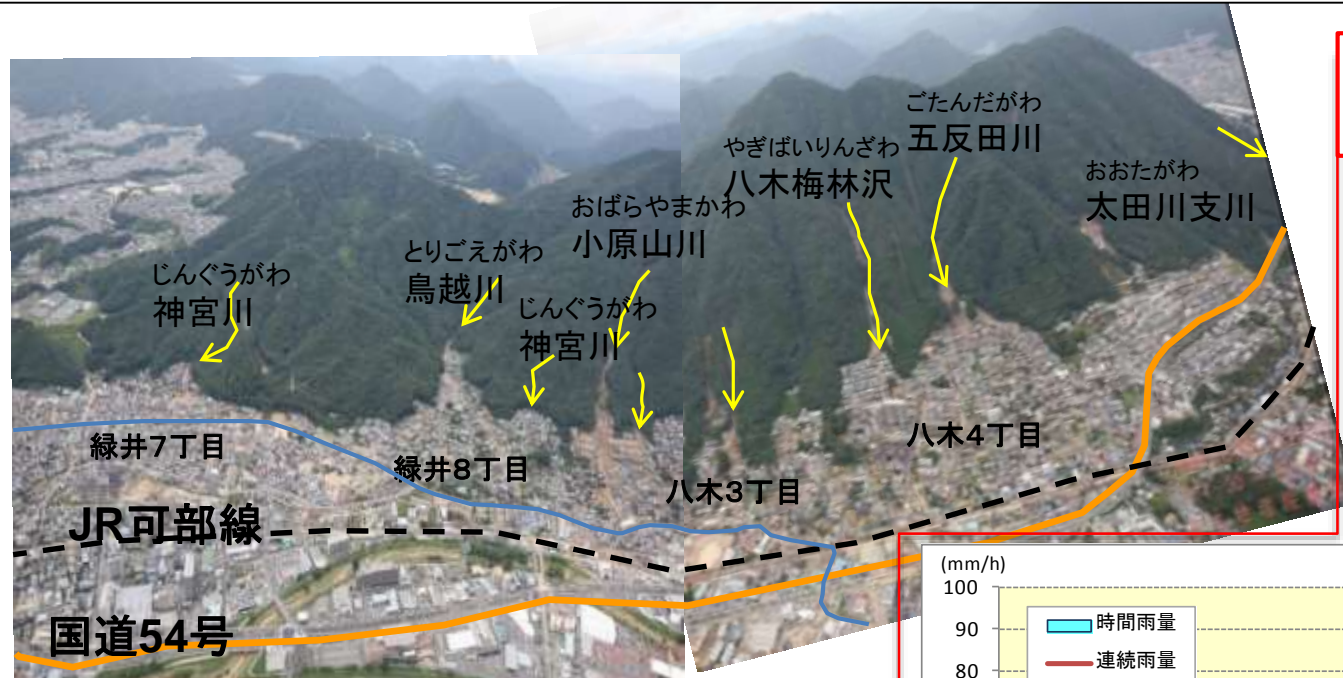 ごたんだがわ
五反田川
やぎばいりんざわ
八木梅林沢
おおたがわ
太田川支川
おばらやまかわ
小原山川
とりごえがわ
鳥越川
じんぐうがわ
神宮川
じんぐうがわ
神宮川
緑井7丁目
緑井8丁目
八木3丁目
八木4丁目
JR可部線
国道54号
(mm/h)
100
90
80
時間雨量
連続雨量